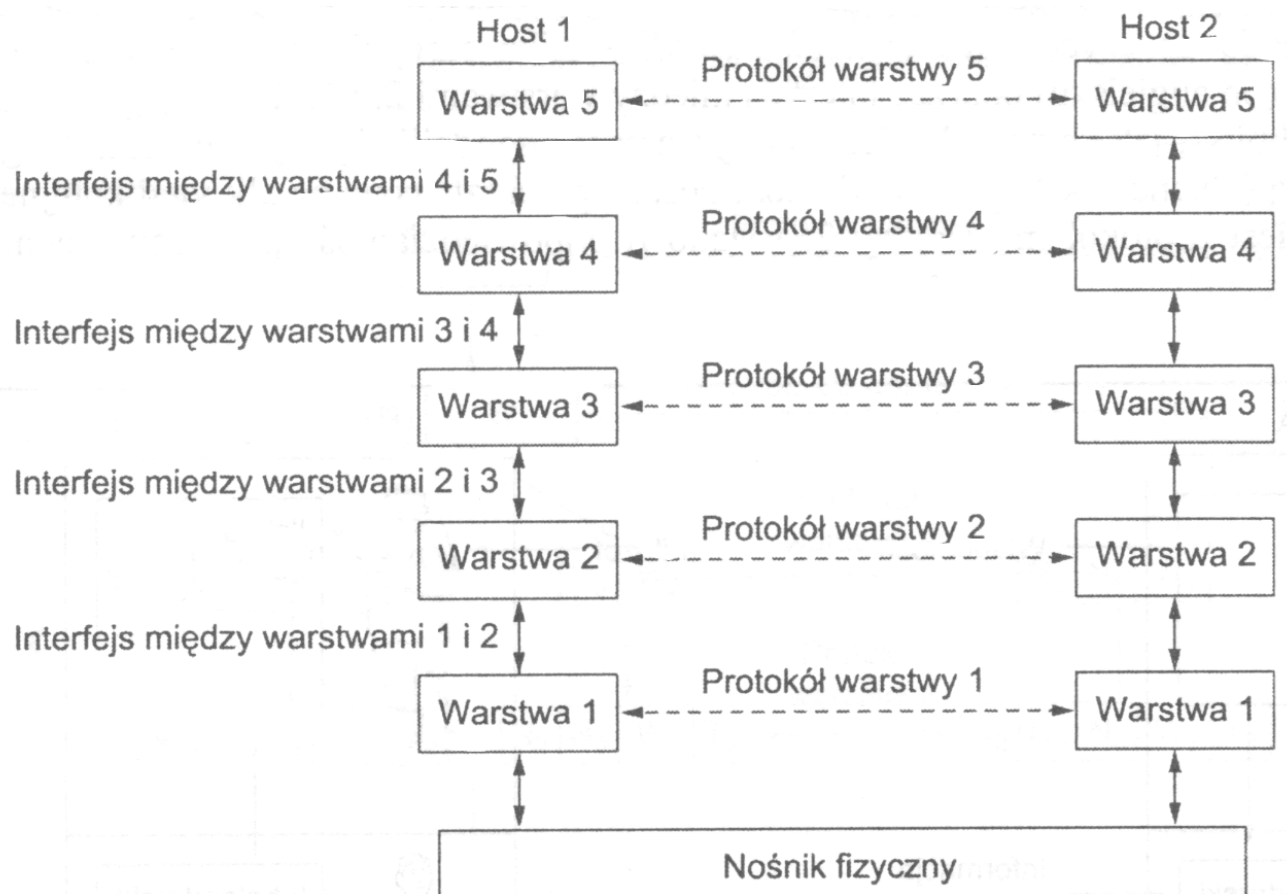 Host 1
Host 2
Warstwa 5
Protokół warstwy 5
Warstwa 5
Interfejs między warstwami 4 i 5
Warstwa 4
Protokół warstwy 4
Warstwa 4
Interfejs między warstwami 3 i 4
Warstwa 3
Protokół warstwy 3
Warstwa 3
Interfejs między warstwami 2 i 3
Warstwa 2
Protokół warstwy 2
Warstwa 2
Interfejs między warstwami 1 i 2
Warstwa 1
Protokół warstwy 1
Warstwa 1
Nośnik fizyczny